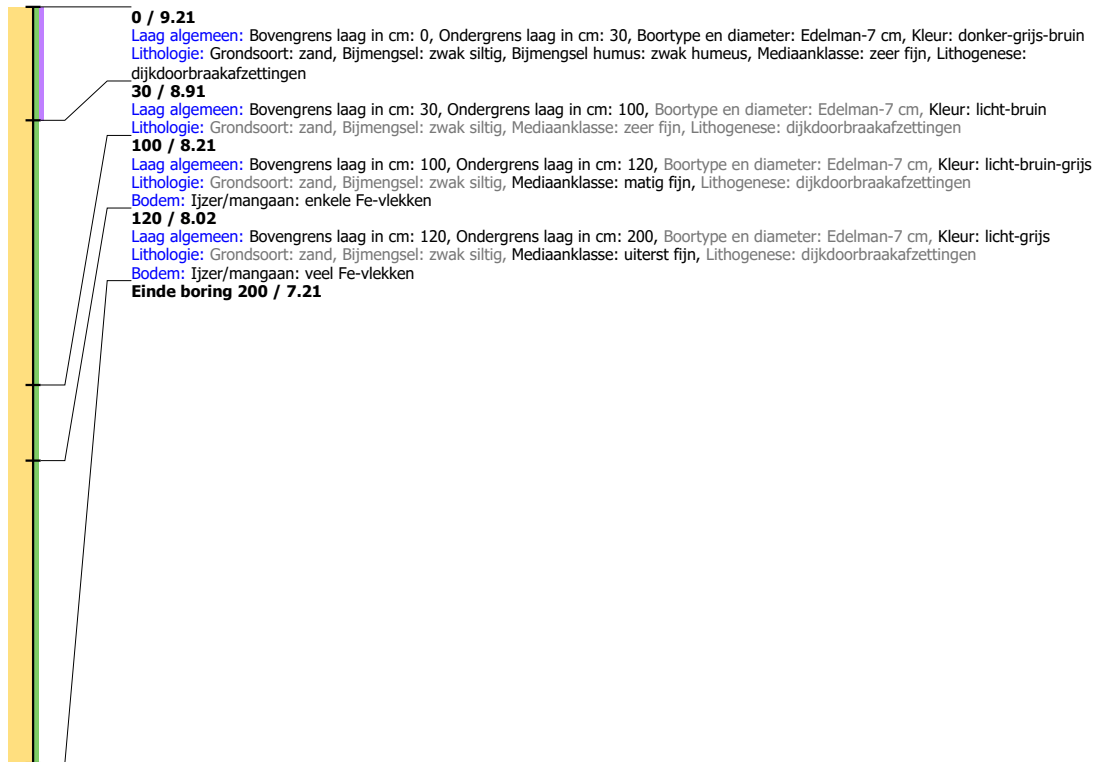 0 / 9.21
Laag algemeen: Bovengrens laag in cm: 0, Ondergrens laag in cm: 30, Boortype en diameter: Edelman-7 cm, Kleur: donker-grijs-bruin
Lithologie: Grondsoort: zand, Bijmengsel: zwak siltig, Bijmengsel humus: zwak humeus, Mediaanklasse: zeer fijn, Lithogenese:
dijkdoorbraakafzettingen
30 / 8.91
Laag algemeen: Bovengrens laag in cm: 30, Ondergrens laag in cm: 100, Boortype en diameter: Edelman-7 cm, Kleur: licht-bruin
Lithologie: Grondsoort: zand, Bijmengsel: zwak siltig, Mediaanklasse: zeer fijn, Lithogenese: dijkdoorbraakafzettingen
100 / 8.21
Laag algemeen: Bovengrens laag in cm: 100, Ondergrens laag in cm: 120, Boortype en diameter: Edelman-7 cm, Kleur: licht-bruin-grijs
Lithologie: Grondsoort: zand, Bijmengsel: zwak siltig, Mediaanklasse: matig fijn, Lithogenese: dijkdoorbraakafzettingen
Bodem: Ijzer/mangaan: enkele Fe-vlekken
120 / 8.02
Laag algemeen: Bovengrens laag in cm: 120, Ondergrens laag in cm: 200, Boortype en diameter: Edelman-7 cm, Kleur: licht-grijs
Lithologie: Grondsoort: zand, Bijmengsel: zwak siltig, Mediaanklasse: uiterst fijn, Lithogenese: dijkdoorbraakafzettingen
Bodem: Ijzer/mangaan: veel Fe-vlekken
Einde boring 200 / 7.21